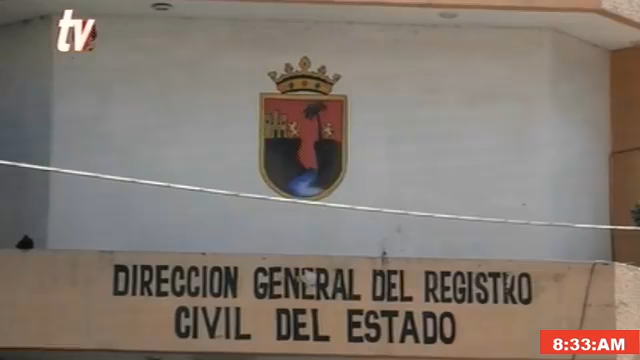 tv
DIRECCION GENERAL DEL REGISTRO
CIVIL DEL ESTADO
8:33:AM